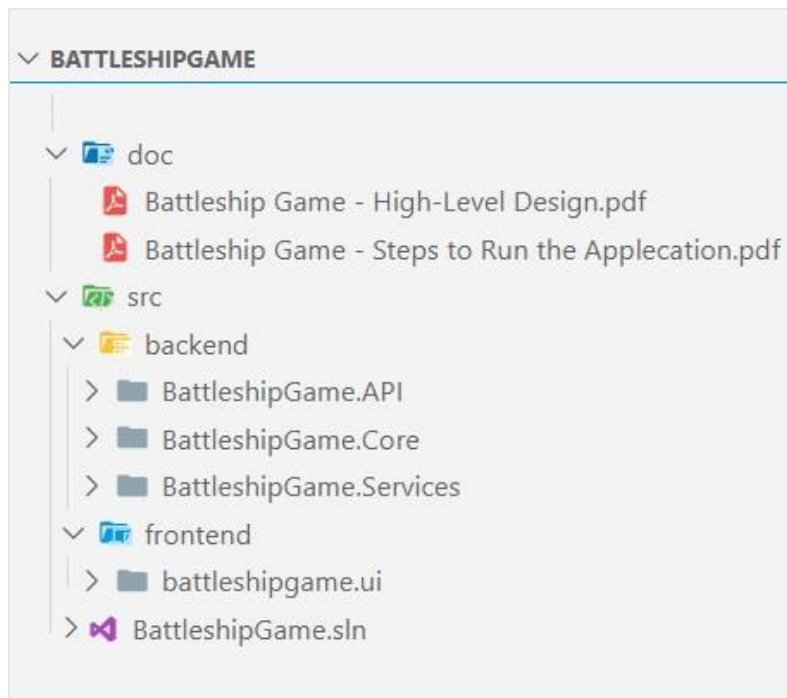 BATTLESHIPGAME
doc
Battleship Game - High-Level Design.pdf
Battleship Game - Steps to Run the Applecation.pdf
src
backend
BattleshipGame.API
BattleshipGame.Core
BattleshipGame.Services
frontend
battleshipgame.ui
BattleshipGame.sln